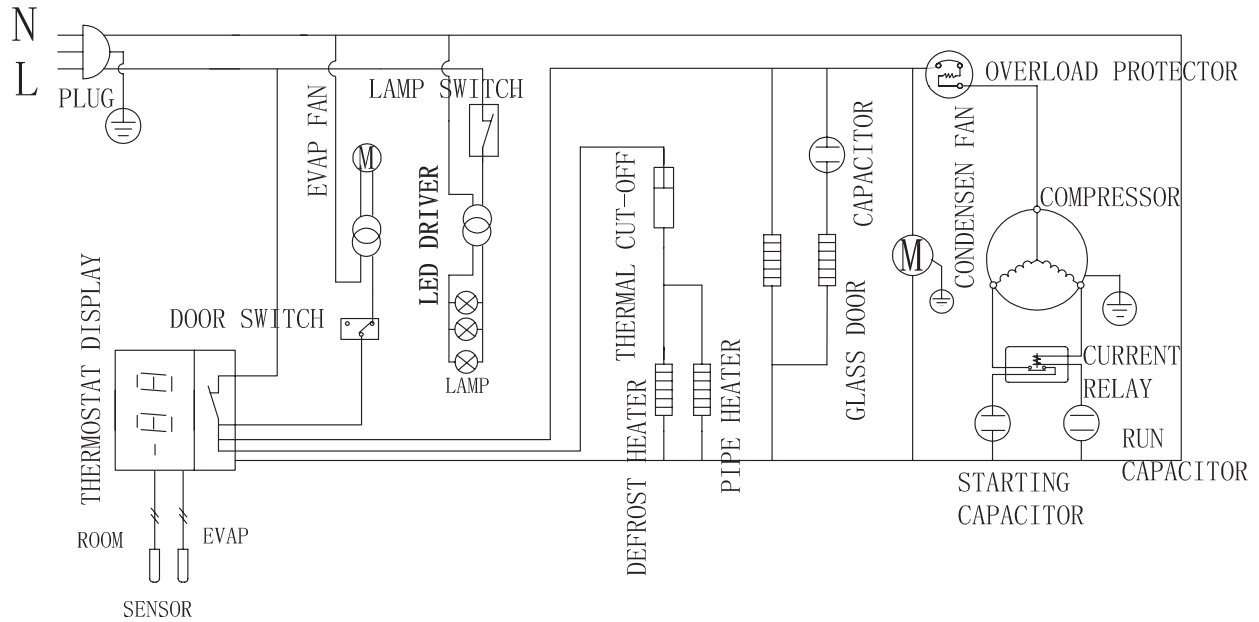 N
L
PLUG
LAMP SWITCH
OVERLOAD PROTECTOR
EVAP FAN
M
LED DRIVER
THERMAL CUT-OFF
CAPACITOR
CONDENSEN FAN
COMPRESSOR
M
THERMOSTAT DISPLAY
DOOR SWITCH
LAMP
DEFROST HEATER
PIPE HEATER
GLASS DOOR
CURRENT
RELAY
RUN
CAPACITOR
STARTING
CAPACITOR
ROOM
EVAP
SENSOR